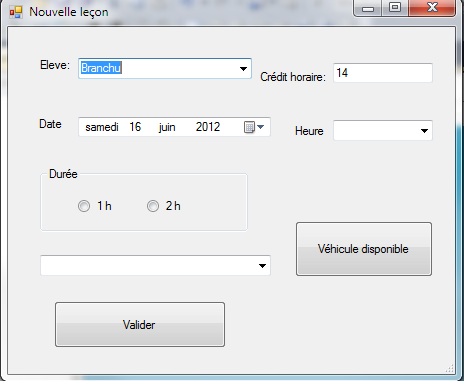 Nouvelle leçon
Eleve: Branchu
Crédit horaire: 14
Date samedi 16 juin 2012
Heure
Durée
1 h 2 h
Véhicule disponible
Valider